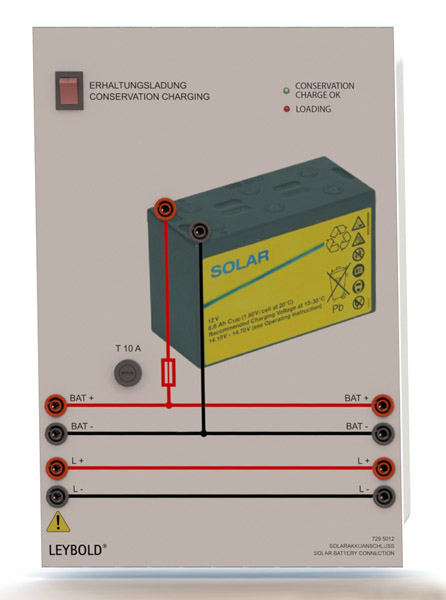 ERHALTUNGSLADUNG
CONSERVATION CHARGING
CONSERVATION
CHARGE OK
LOADING
SOLAR
12V
6.6 Ah C100 (1.80V/cell at 20°C)
Recommended Charging Voltage at 15-30°C
14.10V - 14.70V (see Operating Instruction)
Pb
T 10 A
BAT + BAT +
BAT - BAT -
L + L +
L - L -
LEYBOLD®
SOLARAKKUANSCHLUSS
SOLAR BATTERY CONNECTION